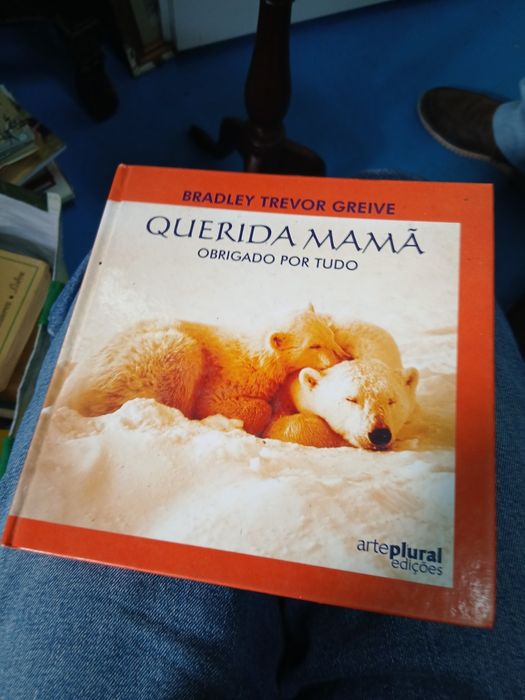 BRADLEY TREVOR GREIVE
QUERIDA MAMÃ
OBRIGADO POR TUDO
arteplural
edições